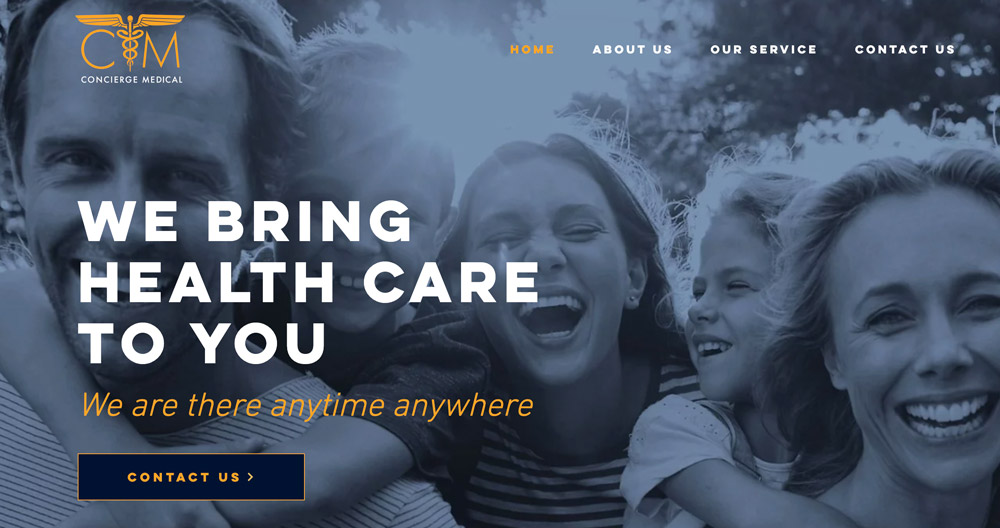 CM
CONCIERGE MEDICAL
HOME ABOUT US OUR SERVICE CONTACT US
WE BRING
HEALTH CARE
TO YOU
We are there anytime anywhere
CONTACT US >